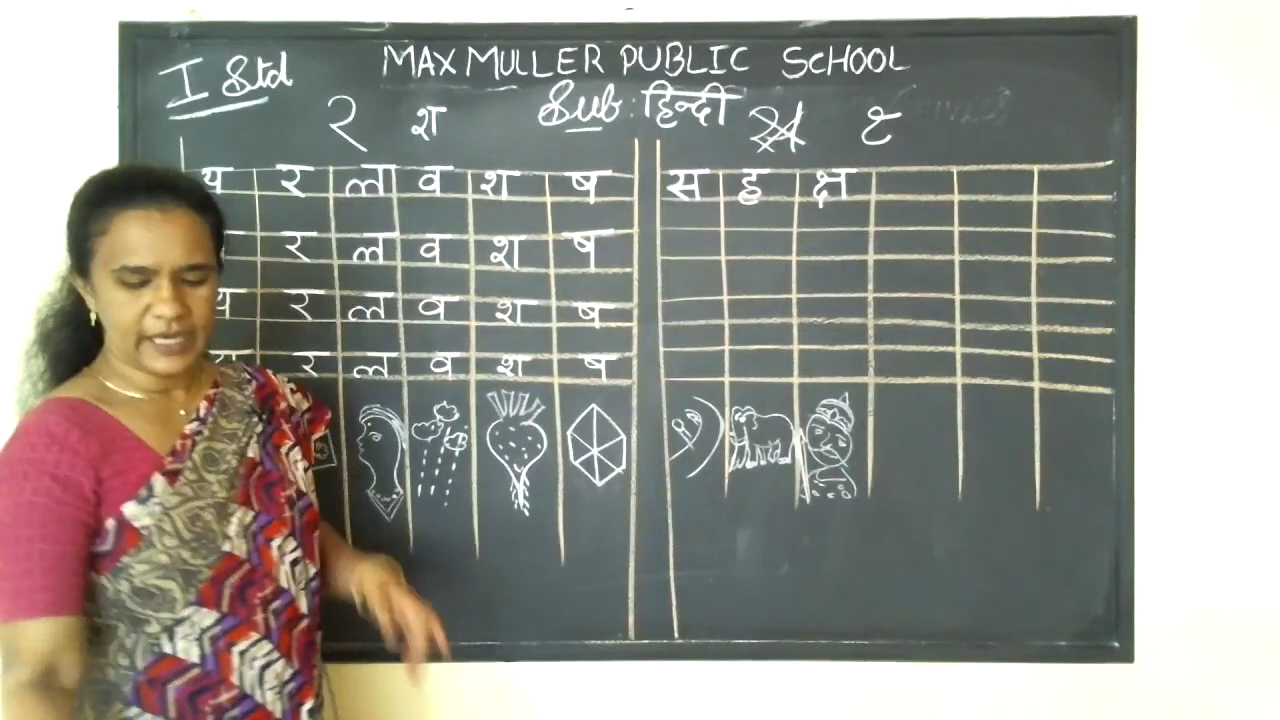 MAX MULLER PUBLIC SCHOOL
I Std
Sub: हिन्दी
र श
य र ल व श ष स ह क्ष
र ल व श ष
य र ल व श ष
य र ल व श ष